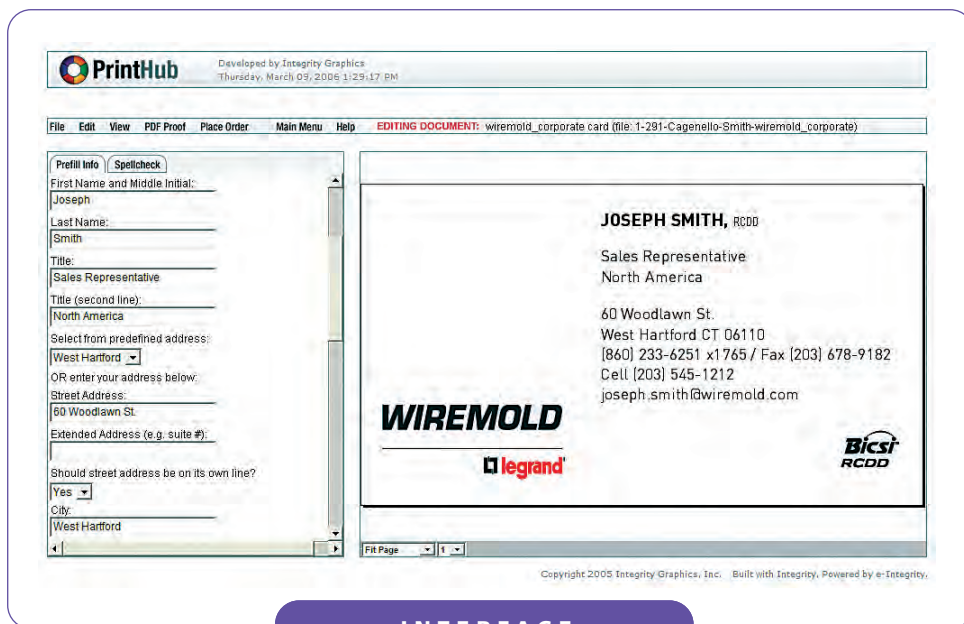 PrintHub
Developed by Integrity Graphics
Thursday, March 09, 2006 1:29:17 PM
File Edit View PDF Proof Place Order Main Menu Help EDITING DOCUMENT: wiremold_corporate card (file: 1-291-Cagenello-Smith-wiremold_corporate)
Prefill Info Spellcheck
First Name and Middle Initial:
Joseph
Last Name:
Smith
Title:
Sales Representative
Title (second line):
North America
Select from predefined address:
West Hartford
OR enter your address below:
Street Address:
60 Woodlawn St.
Extended Address (e.g. suite #):
Should street address be on its own line?
Yes
City:
West Hartford
JOSEPH SMITH, RCDD
Sales Representative
North America
60 Woodlawn St.
West Hartford CT 06110
(860) 233-6251 x1765 / Fax (203) 678-9182
Cell (203) 545-1212
joseph.smith@wiremold.com
WIREMOLD
legrand
Bicsi
RCDD
Fit Page 1
Copyright 2005 Integrity Graphics, Inc. Built with Integrity, Powered by e-Integrity.
INTERFACE